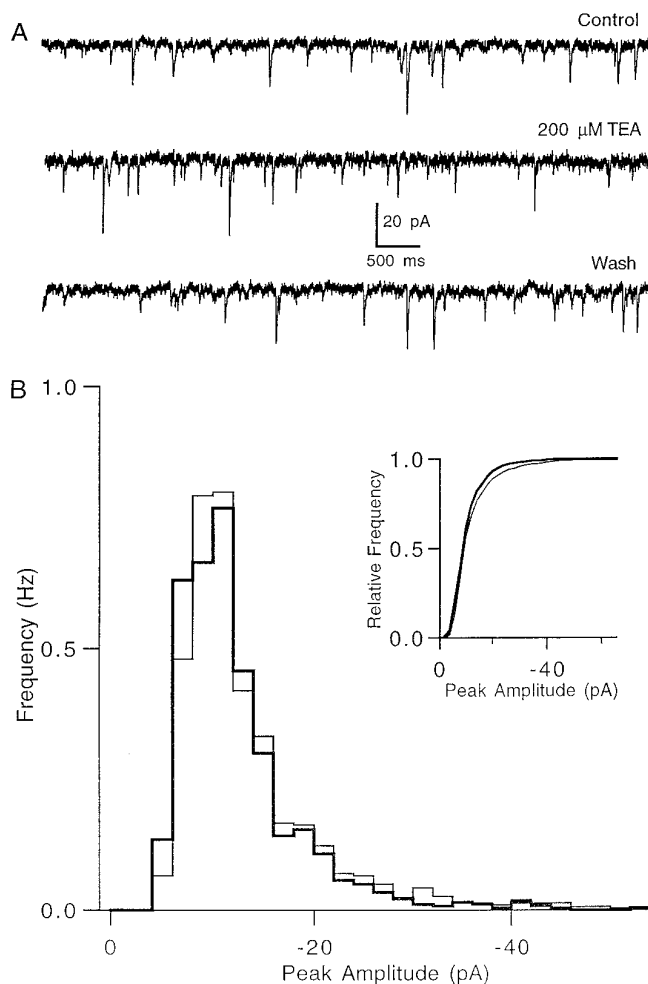 A
Control
200 μM TEA
20 pA
500 ms
Wash
B
1.0
0.5
0.0
Frequency (Hz)
0
-20
-40
Peak Amplitude (pA)
1.0
0.5
0.0
Relative Frequency
0
-40
Peak Amplitude (pA)